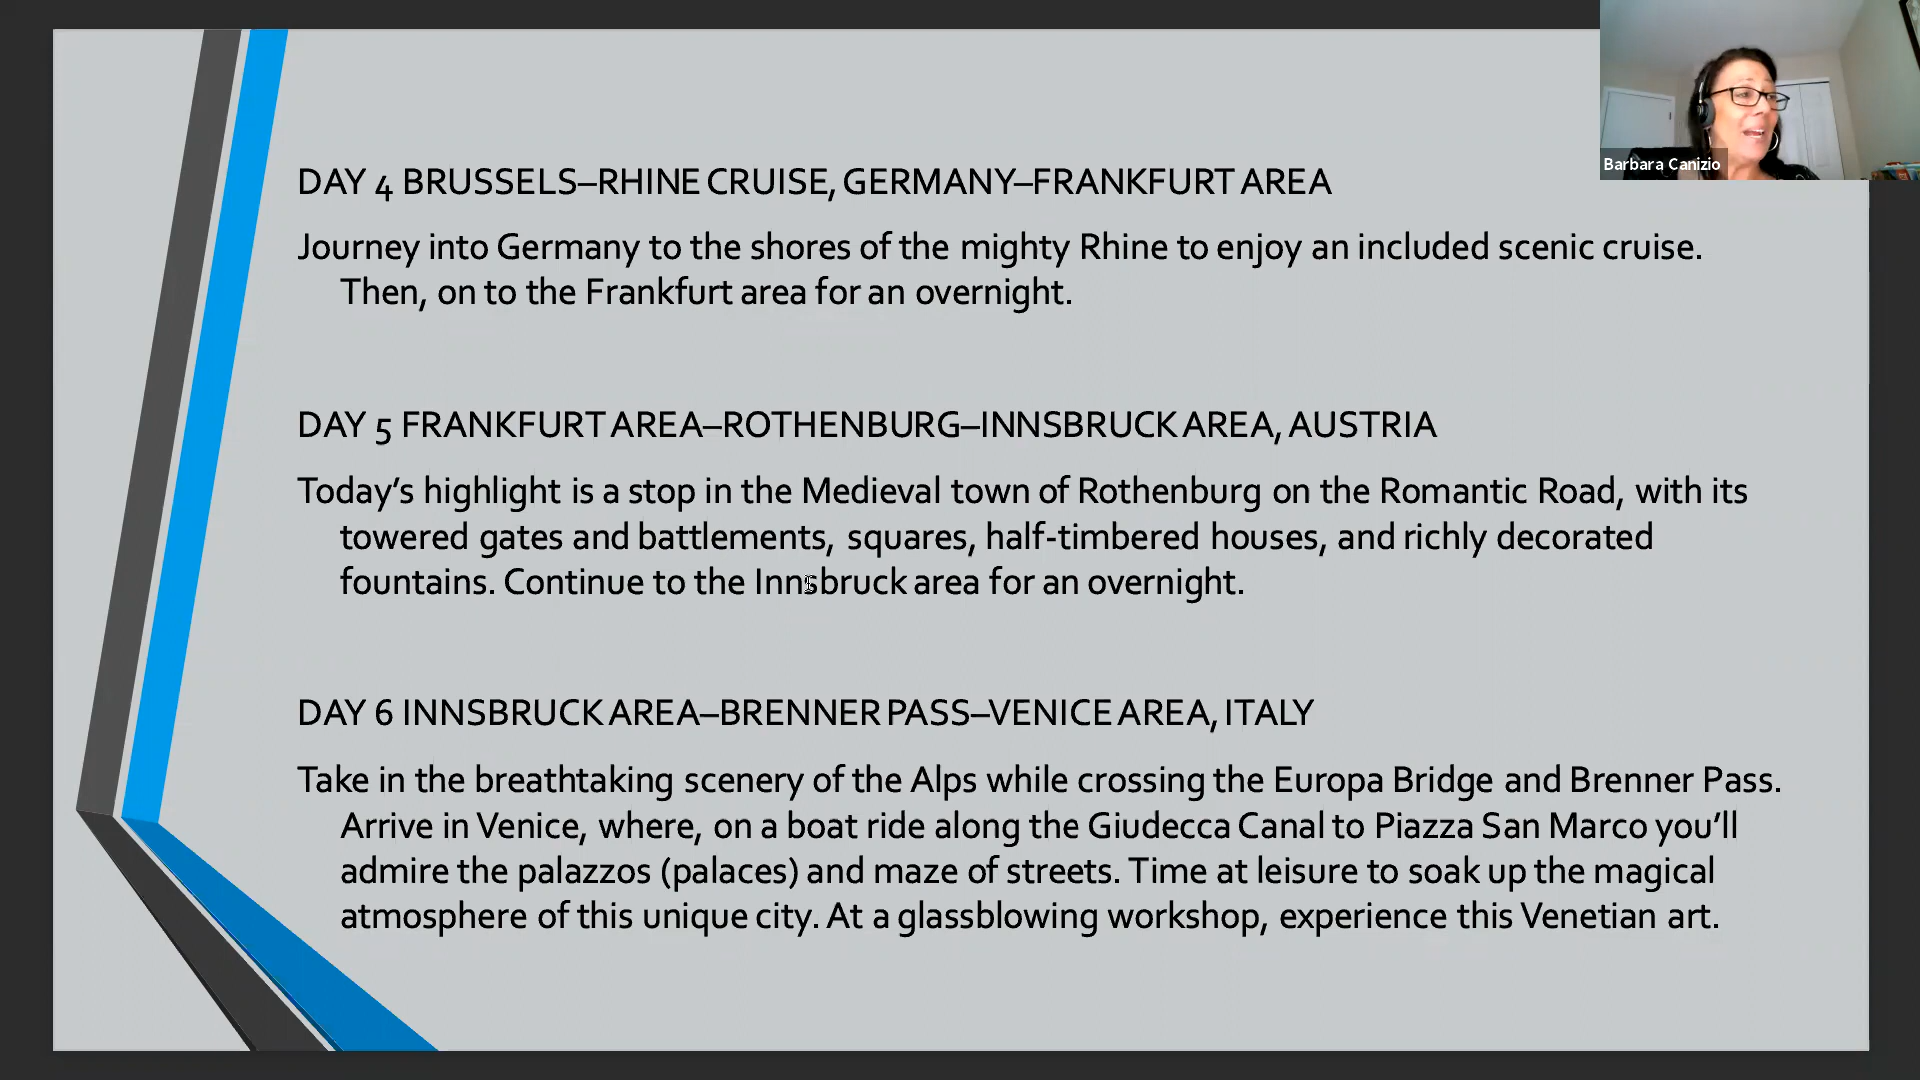 Barbara Canizio
DAY 4 BRUSSELS–RHINE CRUISE, GERMANY–FRANKFURT AREA
Journey into Germany to the shores of the mighty Rhine to enjoy an included scenic cruise.
Then, on to the Frankfurt area for an overnight.
DAY 5 FRANKFURT AREA–ROTHENBURG–INNSBRUCK AREA, AUSTRIA
Today’s highlight is a stop in the Medieval town of Rothenburg on the Romantic Road, with its
towered gates and battlements, squares, half-timbered houses, and richly decorated
fountains. Continue to the Innsbruck area for an overnight.
DAY 6 INNSBRUCK AREA–BRENNER PASS–VENICE AREA, ITALY
Take in the breathtaking scenery of the Alps while crossing the Europa Bridge and Brenner Pass.
Arrive in Venice, where, on a boat ride along the Giudecca Canal to Piazza San Marco you’ll
admire the palazzos (palaces) and maze of streets. Time at leisure to soak up the magical
atmosphere of this unique city. At a glassblowing workshop, experience this Venetian art.